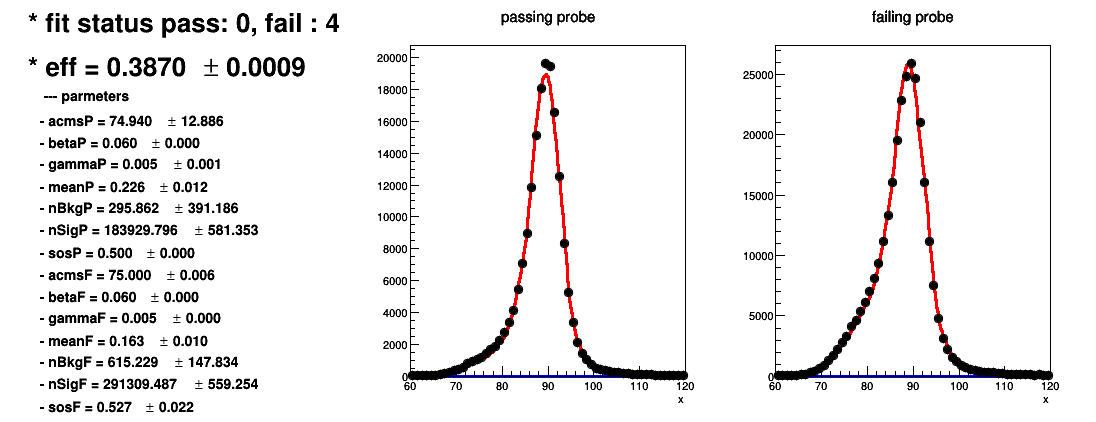 * fit status pass: 0, fail : 4
* eff = 0.3870 ± 0.0009
--- parmeters
- acmsP = 74.940 ± 12.886
- betaP = 0.060 ± 0.000
- gammaP = 0.005 ± 0.001
- meanP = 0.226 ± 0.012
- nBkgP = 295.862 ± 391.186
- nSigP = 183929.796 ± 581.353
- sosP = 0.500 ± 0.000
- acmsF = 75.000 ± 0.006
- betaF = 0.060 ± 0.000
- gammaF = 0.005 ± 0.000
- meanF = 0.163 ± 0.010
- nBkgF = 615.229 ± 147.834
- nSigF = 291309.487 ± 559.254
- sosF = 0.527 ± 0.022
passing probe
20000
18000
16000
14000
12000
10000
8000
6000
4000
2000
0
60 70 80 90 100 110 120
x
failing probe
25000
20000
15000
10000
5000
0
60 70 80 90 100 110 120
x